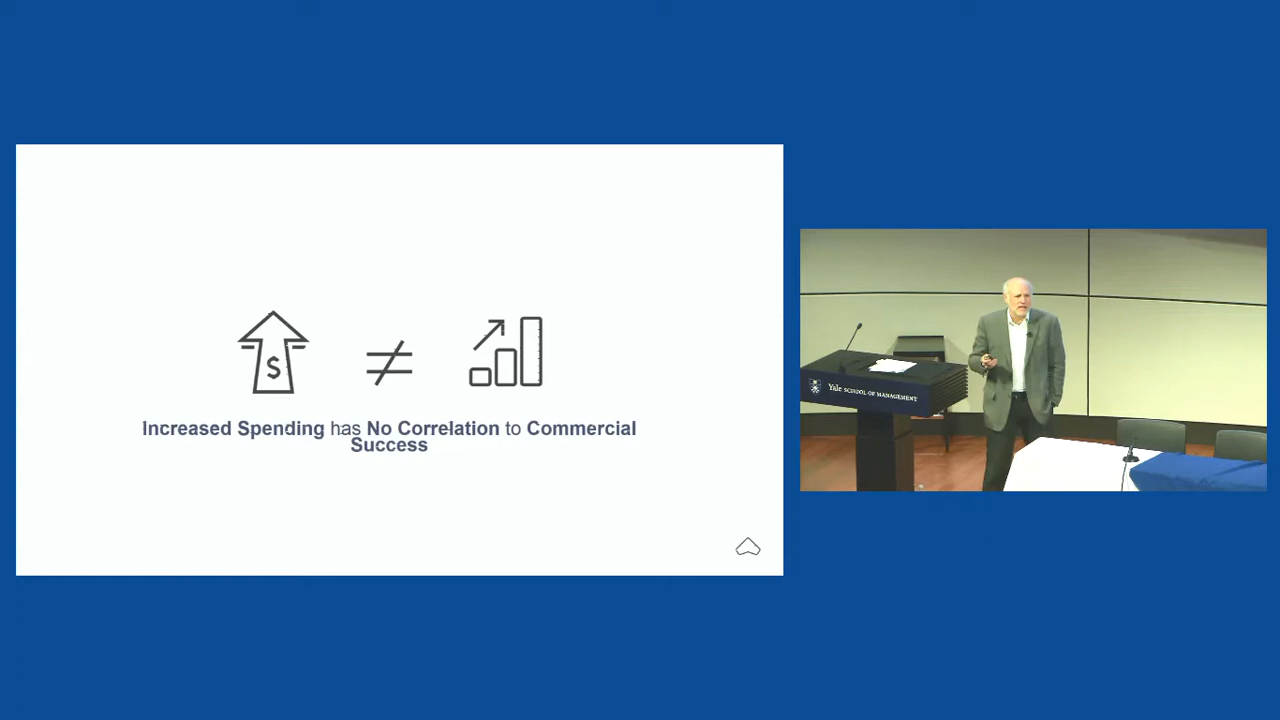 $
≠
Increased Spending has No Correlation to Commercial
Success
Yale SCHOOL OF MANAGEMENT